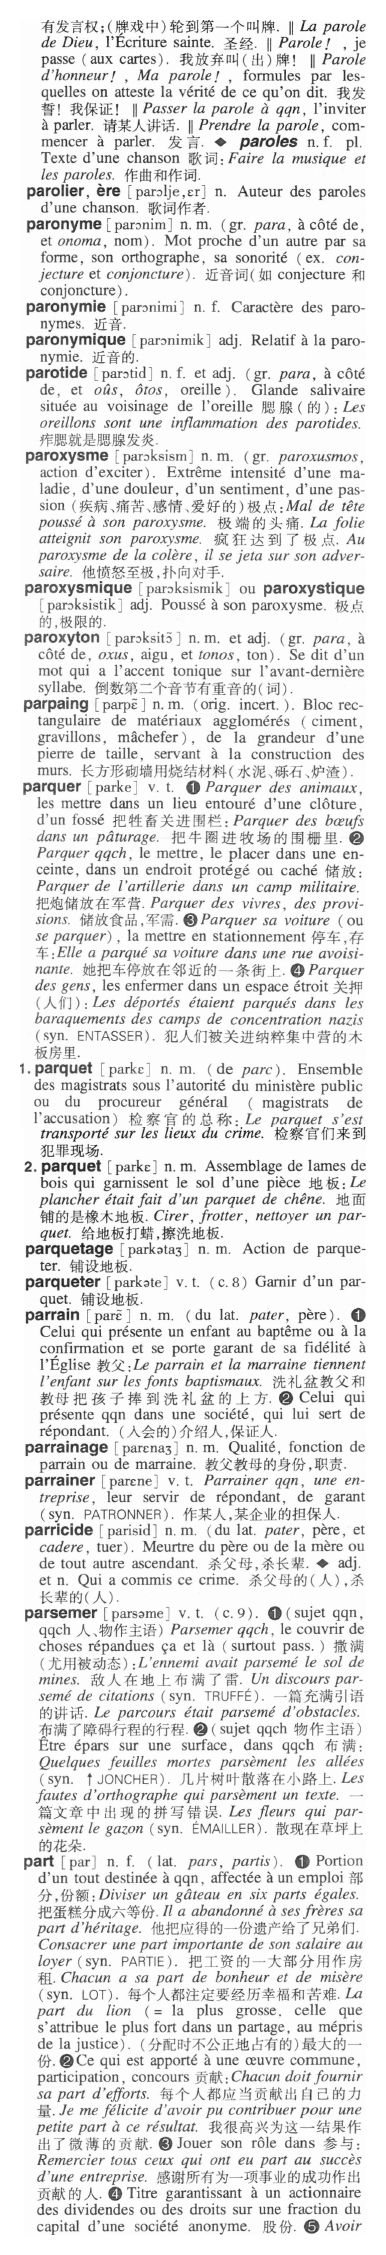 有发言权;(牌戏中)轮到第一个叫牌. ‖ La parole
de Dieu, l'Écriture sainte. 圣经. ‖ Parole! , je
passe (aux cartes). 我放弃叫(出)牌! ‖ Parole
d'honneur! , Ma parole! , formules par les-
quelles on atteste la vérité de ce qu'on dit. 我发
誓! 我保证! ‖ Passer la parole à qqn, l'inviter
à parler. 请某人讲话. ‖ Prendre la parole, com-
mencer à parler. 发言. ◆ paroles n. f. pl.
Texte d'une chanson 歌词: Faire la musique et
les paroles. 作曲和作词.
parolier, ère [parɔlje,ɛr] n. Auteur des paroles
d'une chanson. 歌词作者.
paronyme [parɔnim] n. m. (gr. para, à côté de,
et onoma, nom). Mot proche d'un autre par sa
forme, son orthographe, sa sonorité (ex. con-
jecture et conjoncture). 近音词(如 conjecture 和
conjoncture).
paronymie [parɔnimi] n. f. Caractère des paro-
nymes. 近音.
paronymique [parɔnimik] adj. Relatif à la paro-
nymie. 近音的.
parotide [parɔtid] n. f. et adj. (gr. para, à côté
de, et oûs, ôtos, oreille). Glande salivaire
située au voisinage de l'oreille 腮腺(的): Les
oreillons sont une inflammation des parotides.
痄腮就是腮腺发炎.
paroxysme [parɔksism] n. m. (gr. paroxusmos,
action d'exciter). Extrême intensité d'une ma-
ladie, d'une douleur, d'un sentiment, d'une pas-
sion (疾病、痛苦、感情、爱好的)极点: Mal de tête
poussé à son paroxysme. 极端的头痛. La folie
atteignit son paroxysme. 疯狂达到了极点. Au
paroxysme de la colère, il se jeta sur son adver-
saire. 他愤怒至极,扑向对手.
paroxysmique [parɔksismik] ou paroxystique
[parɔksistik] adj. Poussé à son paroxysme. 极点
的,极限的.
paroxyton [parɔksitɔ̃] n. m. et adj. (gr. para, à
côté de, oxus, aigu, et tonos, ton). Se dit d'un
mot qui a l'accent tonique sur l'avant-dernière
syllabe. 倒数第二个音节有重音的(词).
parpaing [parpɛ̃] n. m. (orig. incert.). Bloc rec-
tangulaire de matériaux agglomérés (ciment,
gravillons, mâchefer), de la grandeur d'une
pierre de taille, servant à la construction des
murs. 长方形砌墙用烧结材料(水泥、砾石、炉渣).
parquer [parke] v. t. ❶ Parquer des animaux,
les mettre dans un lieu entouré d'une clôture,
d'un fossé 把牲畜关进围栏: Parquer des bœufs
dans un pâturage. 把牛圈进牧场的围栅里. ❷
Parquer qqch, le mettre, le placer dans une en-
ceinte, dans un endroit protégé ou caché 储放:
Parquer de l'artillerie dans un camp militaire.
把炮储放在军营. Parquer des vivres, des provi-
sions. 储放食品,军需. ❸ Parquer sa voiture (ou
se parquer), la mettre en stationnement 停车,存
车: Elle a parqué sa voiture dans une rue avoisi-
nante. 她把车停放在邻近的一条街上. ❹ Parquer
des gens, les enfermer dans un espace étroit 关押
(人们): Les déportés étaient parqués dans les
baraquements des camps de concentration nazis
(syn. ENTASSER). 犯人们被关进纳粹集中营的木
板房里.
1. parquet [parkɛ] n. m. (de parc). Ensemble
des magistrats sous l'autorité du ministère public
ou du procureur général (magistrats de
l'accusation) 检察官的总称: Le parquet s'est
transporté sur les lieux du crime. 检察官们来到
犯罪现场.
2. parquet [parkɛ] n. m. Assemblage de lames de
bois qui garnissent le sol d'une pièce 地板: Le
plancher était fait d'un parquet de chêne. 地面
铺的是橡木地板. Cirer, frotter, nettoyer un par-
quet. 给地板打蜡,擦洗地板.
parquetage [parkətaʒ] n. m. Action de parque-
ter. 铺设地板.
parqueter [parkəte] v. t. (c. 8) Garnir d'un par-
quet. 铺设地板.
parrain [parɛ̃] n. m. (du lat. pater, père). ❶
Celui qui présente un enfant au baptême ou à la
confirmation et se porte garant de sa fidélité à
l'Église 教父: Le parrain et la marraine tiennent
l'enfant sur les fonts baptismaux. 洗礼盆教父和
教母把孩子捧到洗礼盆的上方. ❷ Celui qui
présente qqn dans une société, qui lui sert de
répondant. (入会的)介绍人,保证人.
parrainage [parɛnaʒ] n. m. Qualité, fonction de
parrain ou de marraine. 教父教母的身份,职责.
parrainer [parɛne] v. t. Parrainer qqn, une en-
treprise, leur servir de répondant, de garant
(syn. PATRONNER). 作某人,某企业的担保人.
parricide [parisid] n. m. (du lat. pater, père, et
cadere, tuer). Meurtre du père ou de la mère ou
de tout autre ascendant. 杀父母,杀长辈. ◆ adj.
et n. Qui a commis ce crime. 杀父母的(人),杀
长辈的(人).
parsemer [parsəme] v. t. (c. 9). ❶ (sujet qqn,
qqch 人、物作主语) Parsemer qqch, le couvrir de
choses répandues ça et là (surtout pass.) 撒满
(尤用被动态): L'ennemi avait parsemé le sol de
mines. 敌人在地上布满了雷. Un discours par-
semé de citations (syn. TRUFFÉ). 一篇充满引语
的讲话. Le parcours était parsemé d'obstacles.
布满了障碍行程的行程. ❷ (sujet qqch 物作主语)
Être épars sur une surface, dans qqch 布满:
Quelques feuilles mortes parsèment les allées
(syn. ↑ JONCHER). 几片树叶散落在小路上. Les
fautes d'orthographe qui parsèment un texte. 一
篇文章中出现的拼写错误. Les fleurs qui par-
sèment le gazon (syn. ÉMAILLER). 散现在草坪上
的花朵.
part [par] n. f. (lat. pars, partis). ❶ Portion
d'un tout destinée à qqn, affectée à un emploi 部
分,份额: Diviser un gâteau en six parts égales.
把蛋糕分成六等份. Il a abandonné à ses frères sa
part d'héritage. 他把应得的一份遗产给了兄弟们.
Consacrer une part importante de son salaire au
loyer (syn. PARTIE). 把工资的一大部分用作房
租. Chacun a sa part de bonheur et de misère
(syn. LOT). 每个人都注定要经历幸福和苦难. La
part du lion (= la plus grosse, celle que
s'attribue le plus fort dans un partage, au mépris
de la justice). (分配时不公正地占有的)最大的一
份. ❷ Ce qui est apporté à une œuvre commune,
participation, concours 贡献: Chacun doit fournir
sa part d'efforts. 每个人都应当贡献出自己的力
量. Je me félicite d'avoir pu contribuer pour une
petite part à ce résultat. 我很高兴为这一结果作
出了微薄的贡献. ❸ Jouer son rôle dans 参与:
Remercier tous ceux qui ont eu part au succès
d'une entreprise. 感谢所有为一项事业的成功作出
贡献的人. ❹ Titre garantissant à un actionnaire
des dividendes ou des droits sur une fraction du
capital d'une société anonyme. 股份. ❺ Avoir